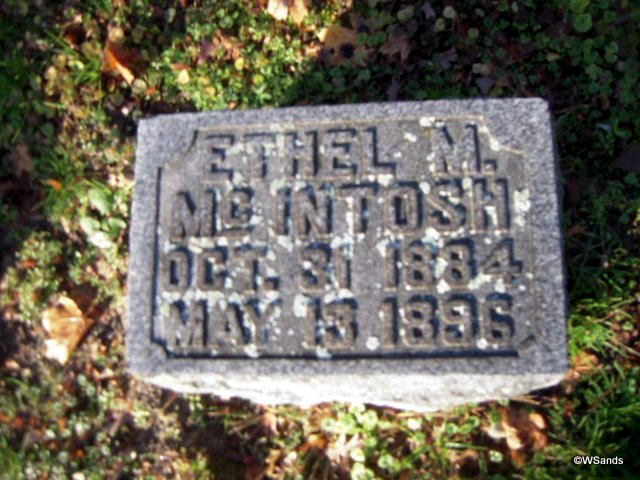 ETHEL M.
McINTOSH
OCT. 31 1884
MAY 13 1896
©WSands